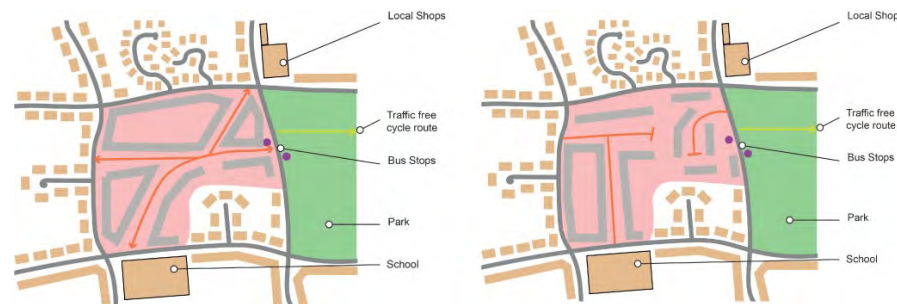 Local Shops
Traffic free
cycle route
Bus Stops
Park
School
Local Shops
Traffic free
cycle route
Bus Stops
Park
School